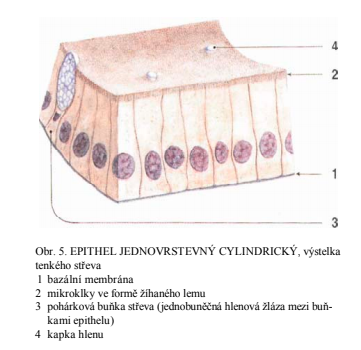 4
2
1
3
Obr. 5. EPITHEL JEDNOVRSTEVNÝ CYLINDRICKÝ, výstelka
tenkého střeva
1 bazální membrána
2 mikroklky ve formě žíhaného lemu
3 pohárková buňka střeva (jednobuněčná hlenová žláza mezi buň-
kami epithelu)
4 kapka hlenu